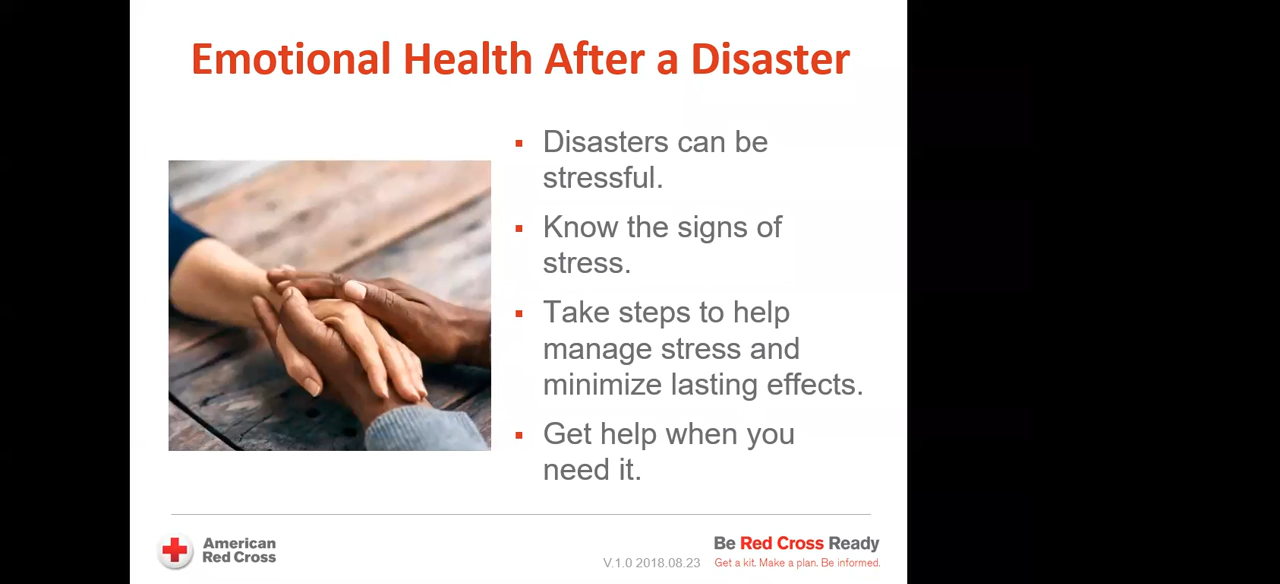 Emotional Health After a Disaster
Disasters can be
stressful.
Know the signs of
stress.
Take steps to help
manage stress and
minimize lasting effects.
Get help when you
need it.
American
Red Cross
V.1.0 2018.08.23
Be Red Cross Ready
Get a kit. Make a plan. Be informed.